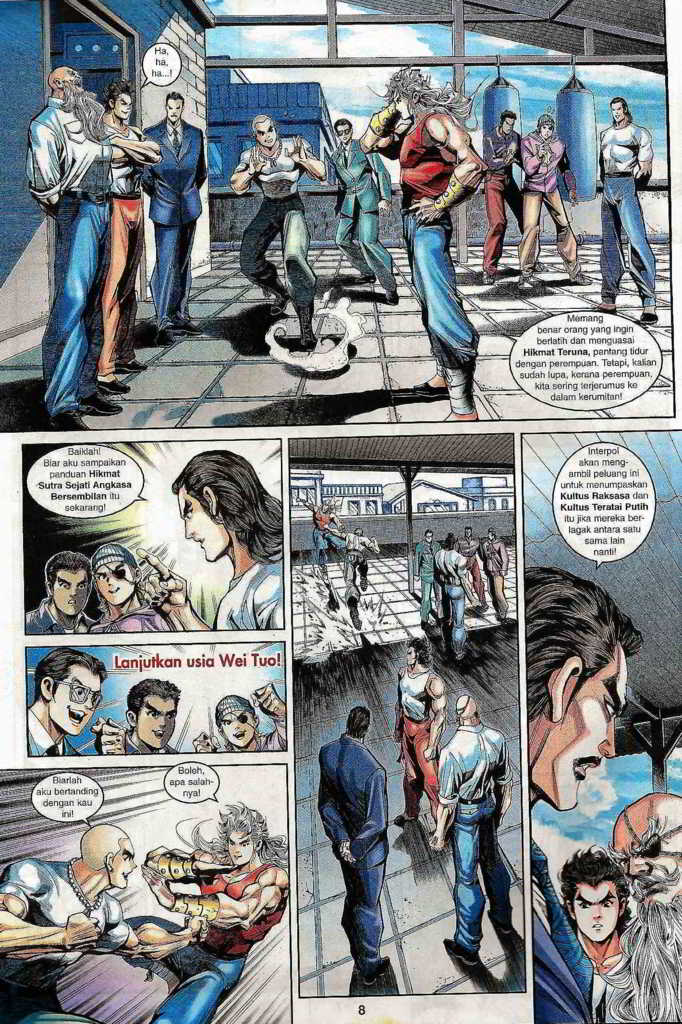 Ha,
ha,
ha...!
Memang
benar orang yang ingin
berlatih dan menguasai
Hikmat Teruna, pantang tidur
dengan perempuan. Tetapi, kalian
sudah lupa, kerana perempuan,
kita sering terjerumus ke
dalam kerumitan!
Baiklah!
Biar aku sampaikan
panduan Hikmat
Sutra Sejati Angkasa
Bersembilan itu
sekarang!
Lanjutkan usia Wei Tuo!
Biarlah
aku bertanding
dengan kau
ini!
Boleh,
apa salah-
nya!
Interpol
akan meng-
ambil peluang ini
untuk menumpaskan
Kultus Raksasa dan
Kultus Teratai Putih
itu jika mereka ber-
lagak antara satu
sama lain
nanti!
8